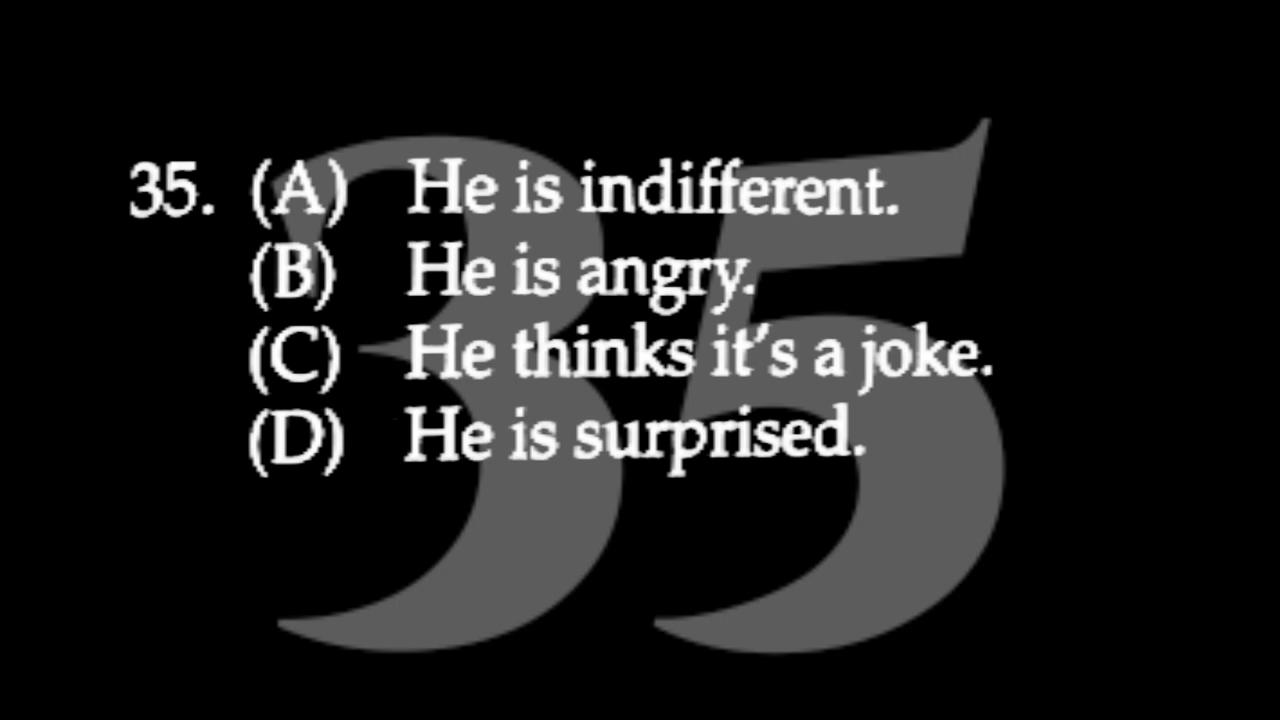 35. (A) He is indifferent.
(B) He is angry.
(C) He thinks it's a joke.
(D) He is surprised.
35